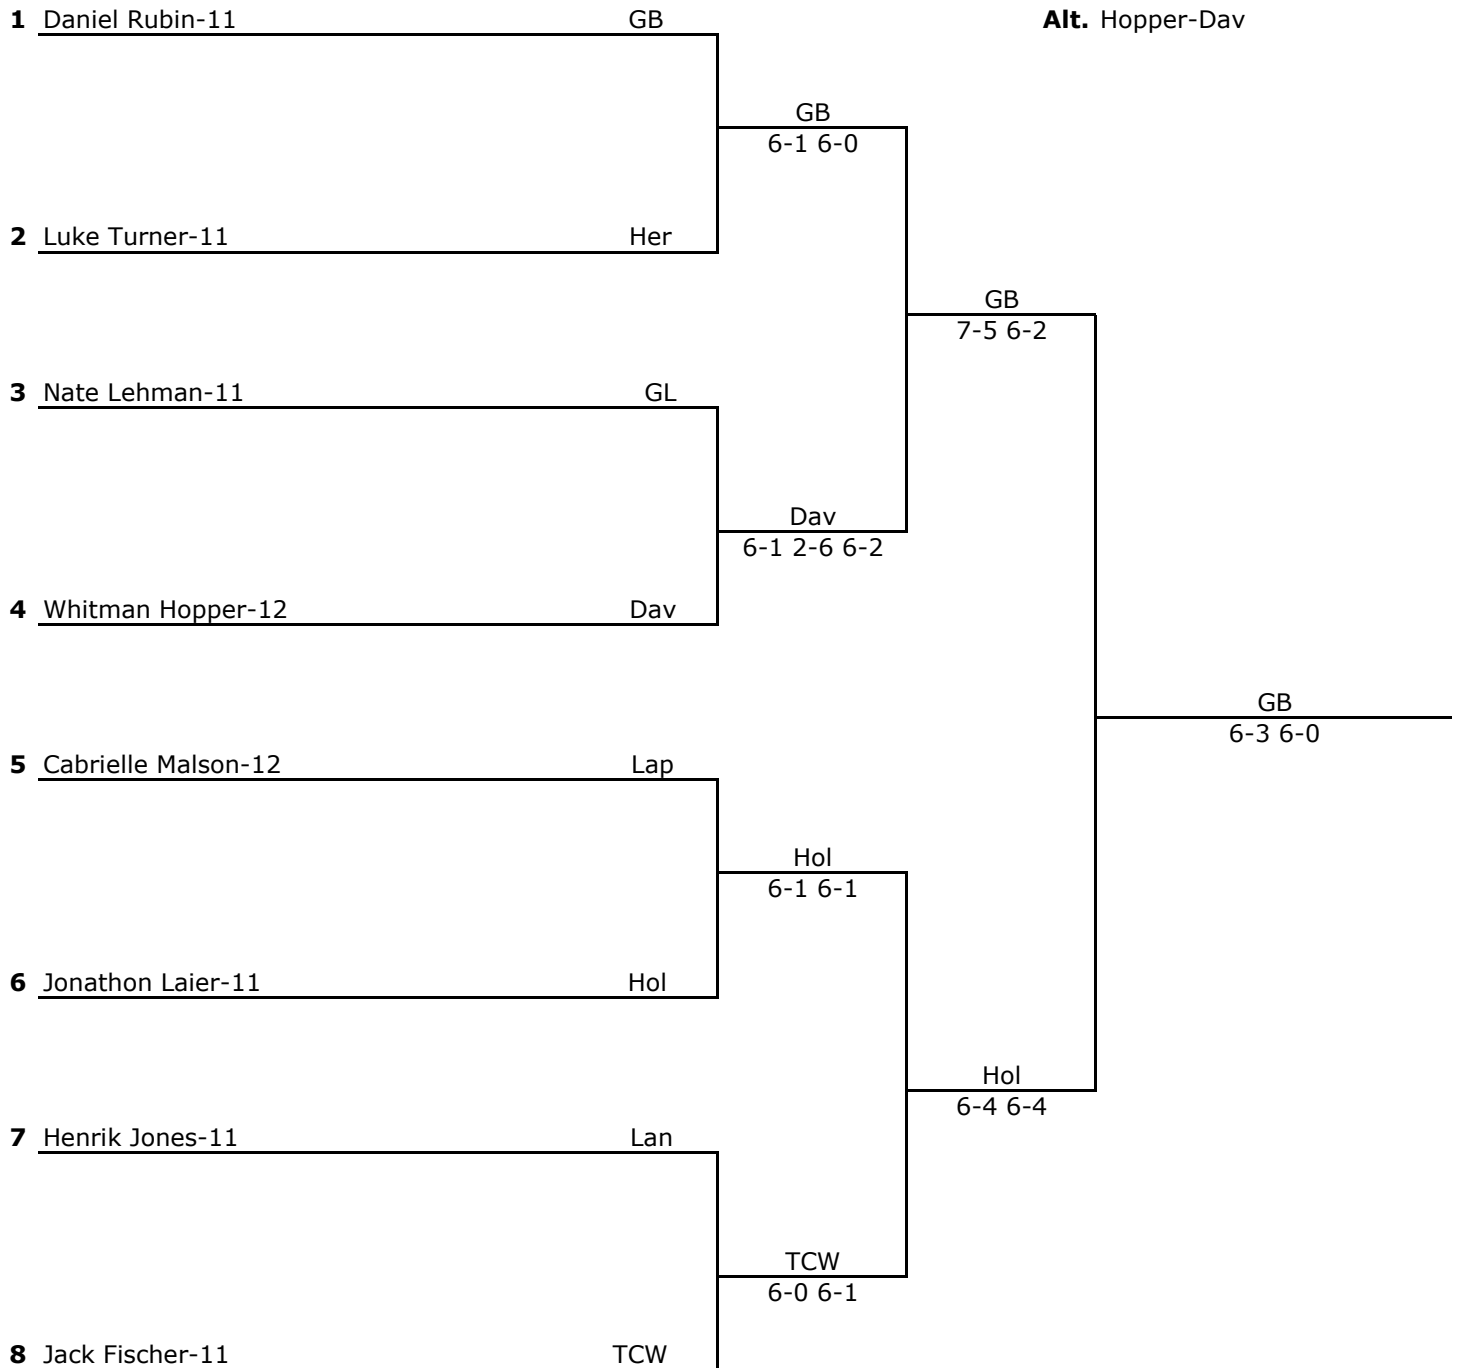 1 Daniel Rubin-11 GB Alt. Hopper-Dav
GB
6-1 6-0
2 Luke Turner-11 Her
GB
7-5 6-2
3 Nate Lehman-11 GL
Dav
6-1 2-6 6-2
4 Whitman Hopper-12 Dav
GB
6-3 6-0
5 Cabrielle Malson-12 Lap
Hol
6-1 6-1
6 Jonathon Laier-11 Hol
Hol
6-4 6-4
7 Henrik Jones-11 Lan
TCW
6-0 6-1
8 Jack Fischer-11 TCW